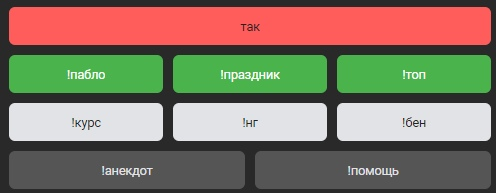 так
!пабло !праздник !топ
!курс !нг !бен
!анекдот !помощь